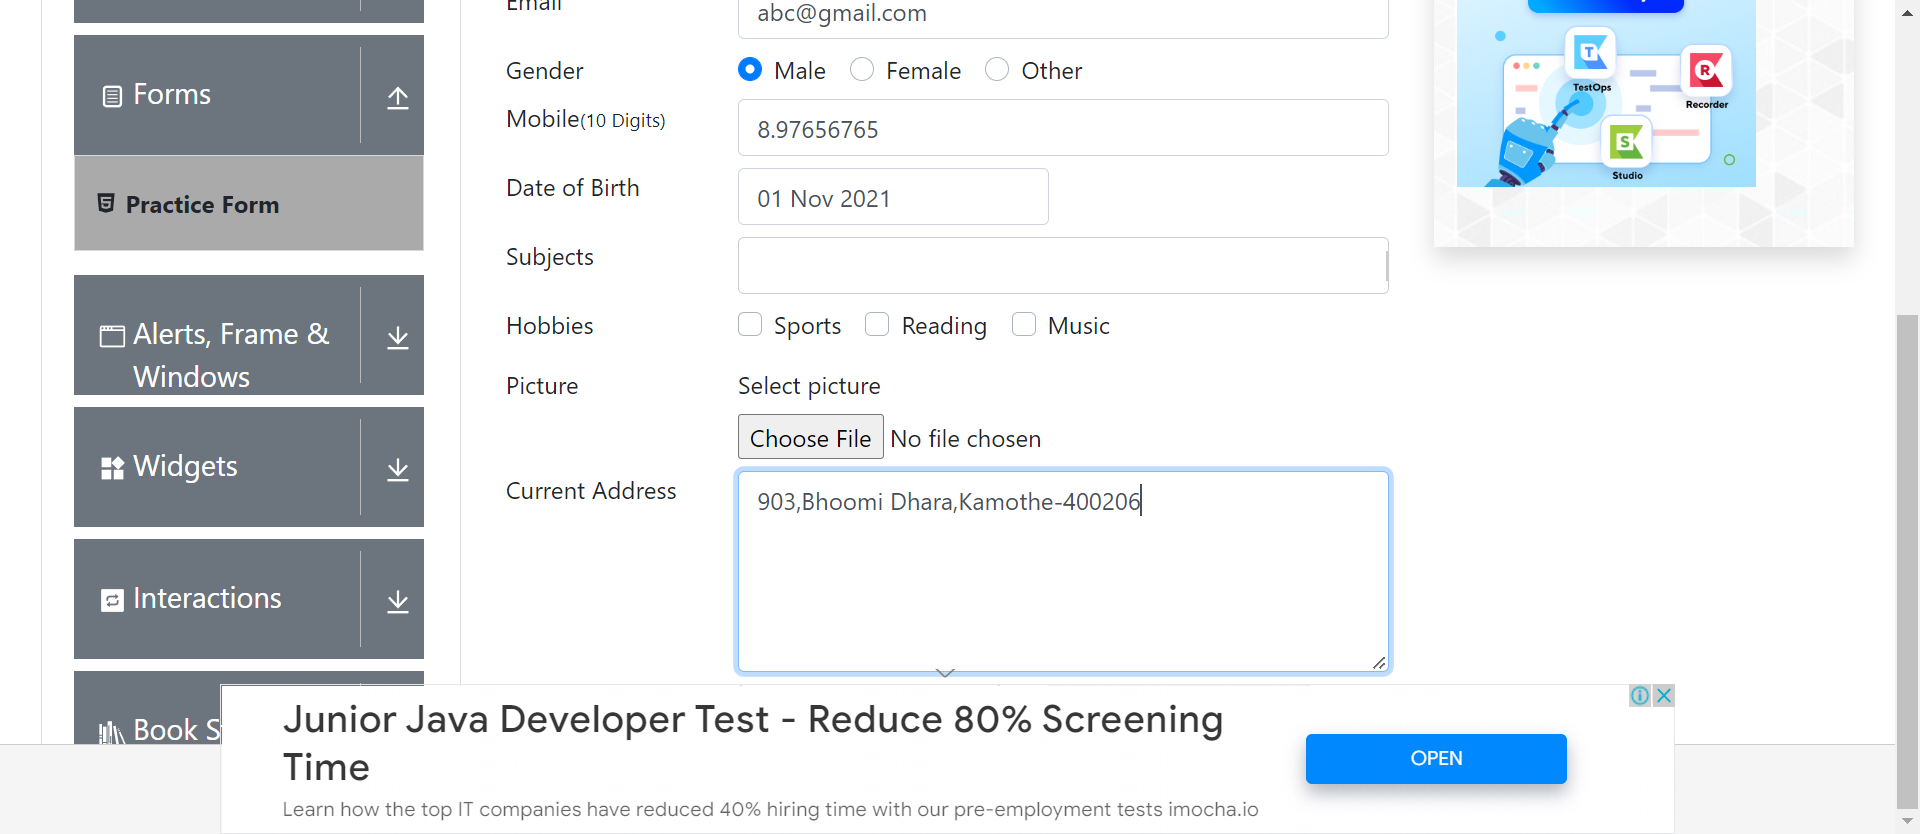 Email
abc@gmail.com
Forms
Gender
Male
Female
Other
Mobile(10 Digits)
8.97656765
Practice Form
Date of Birth
01 Nov 2021
Subjects
Alerts, Frame &
Windows
Hobbies
Sports
Reading
Music
Picture
Select picture
Choose File
No file chosen
Widgets
Current Address
903,Bhoomi Dhara,Kamothe-400206
Interactions
Book S
TestOps
Recorder
Studio
Junior Java Developer Test - Reduce 80% Screening
Time
Learn how the top IT companies have reduced 40% hiring time with our pre-employment tests imocha.io
OPEN